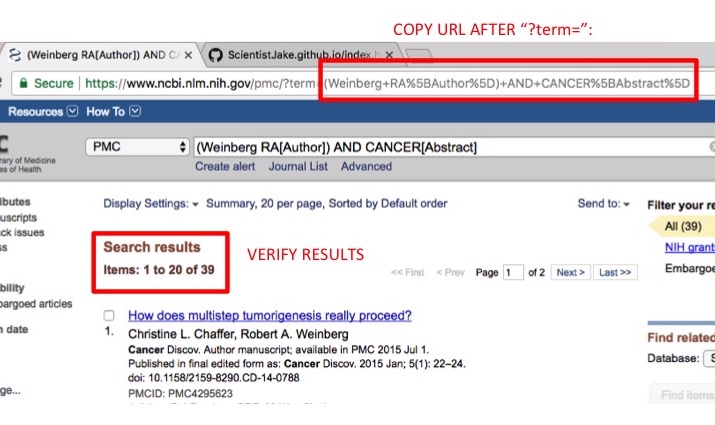 COPY URL AFTER “?term=”:
(Weinberg RA[Author]) AND CA
ScientistJake.github.io/index.h
Secure https://www.ncbi.nlm.nih.gov/pmc/?term=(Weinberg+RA%5BAuthor%5D)+AND+CANCER%5BAbstract%5D
Resources How To
C
rary of Medicine
es of Health
PMC
(Weinberg RA[Author]) AND CANCER[Abstract]
Create alert Journal List Advanced
ibutes
uscripts
ck issues
ss
bility
bargoed articles
n date
ge...
Display Settings: Summary, 20 per page, Sorted by Default order
Send to:
Search results
Items: 1 to 20 of 39
VERIFY RESULTS
<< First < Prev Page 1 of 2 Next > Last >>
How does multistep tumorigenesis really proceed?
1. Christine L. Chaffer, Robert A. Weinberg
Cancer Discov. Author manuscript; available in PMC 2015 Jul 1.
Published in final edited form as: Cancer Discov. 2015 Jan; 5(1): 22–24.
doi: 10.1158/2159-8290.CD-14-0788
PMCID: PMC4295623
Filter your re
All (39)
NIH grant
Embargoe
Find related
Database: S
Find items